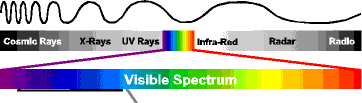 Cosmic Rays X-Rays UV Rays Infra-Red Radar Radio
Visible Spectrum